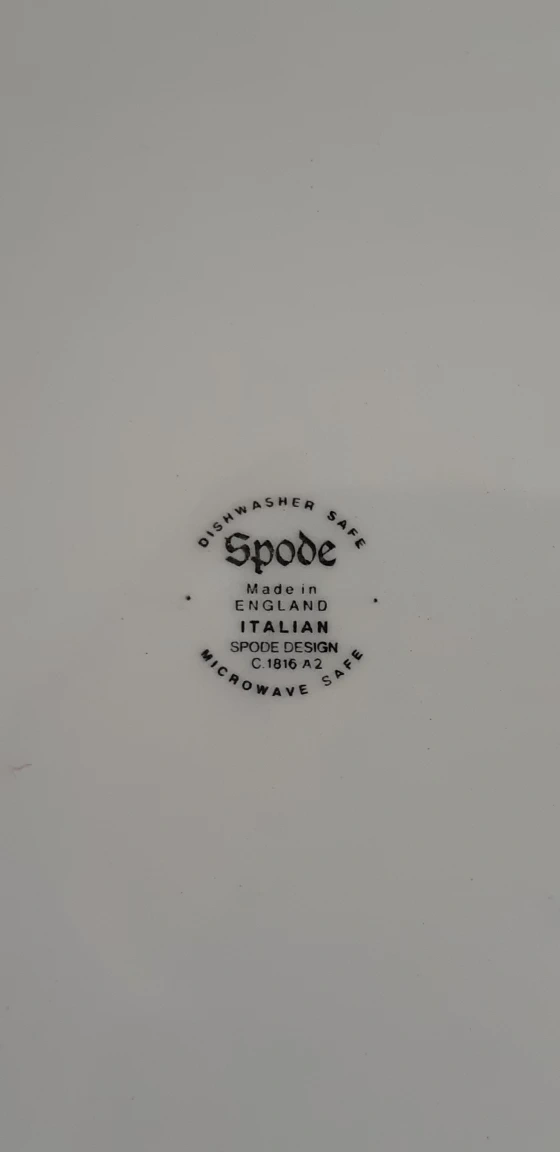 DISHWASHER SAFE
Spode
Made in
ENGLAND
ITALIAN
SPODE DESIGN
C.1816 A2
MICROWAVE SAFE